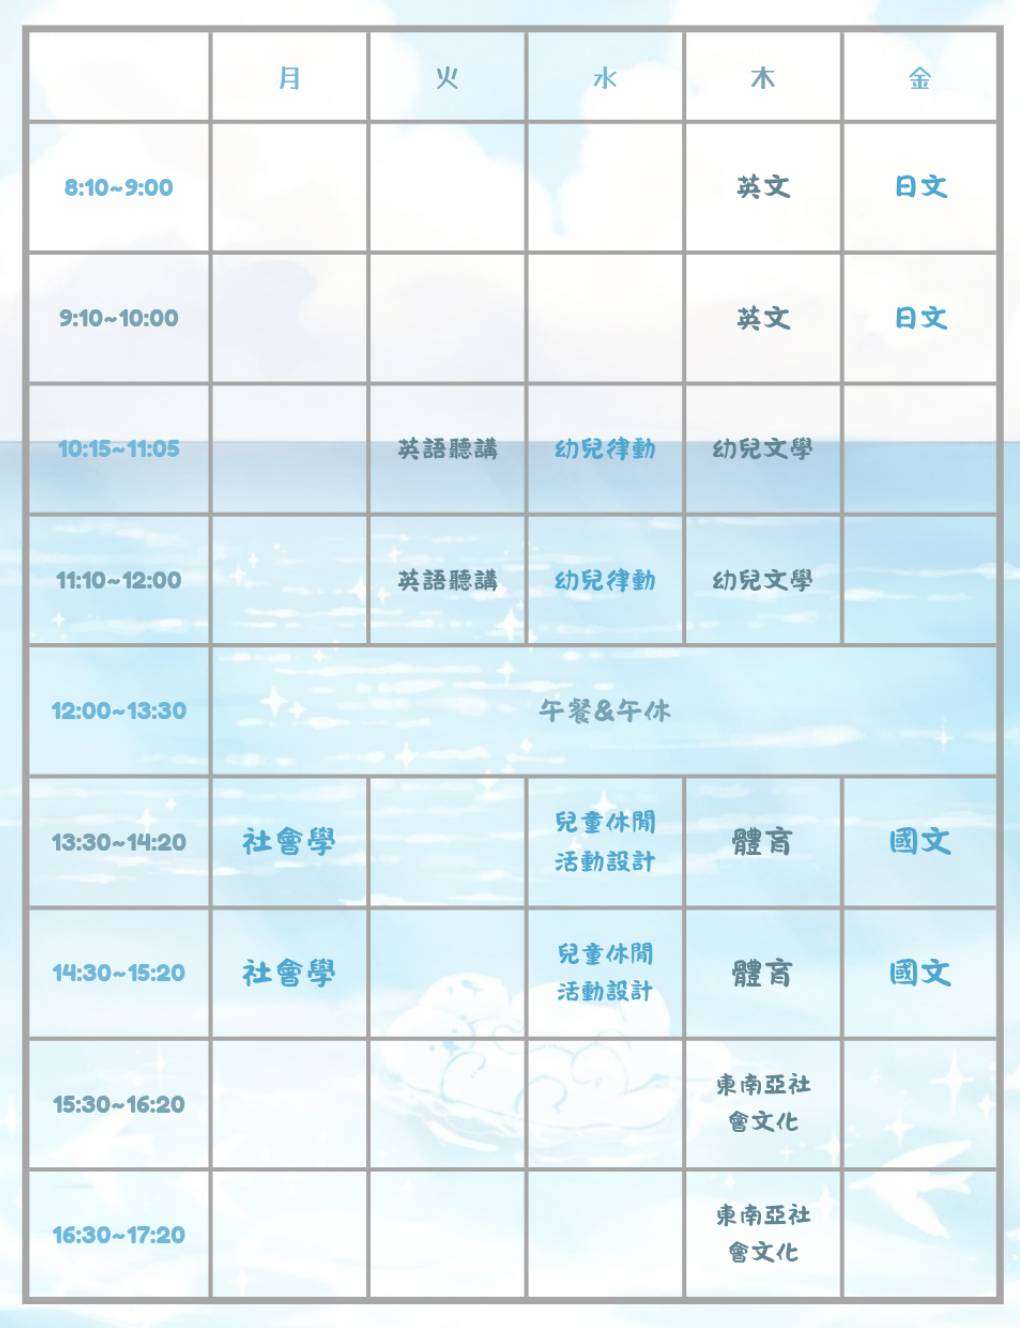 月 火 水 木 金
8:10~9:00 英文 日文
9:10~10:00 英文 日文
10:15~11:05 英語聽講 幼兒律動 幼兒文學
11:10~12:00 英語聽講 幼兒律動 幼兒文學
12:00~13:30 午餐&午休
13:30~14:20 社會學 兒童休閒 體育 國文
活動設計
14:30~15:20 社會學 兒童休閒 體育 國文
活動設計
15:30~16:20 東南亞社
會文化
16:30~17:20 東南亞社
會文化